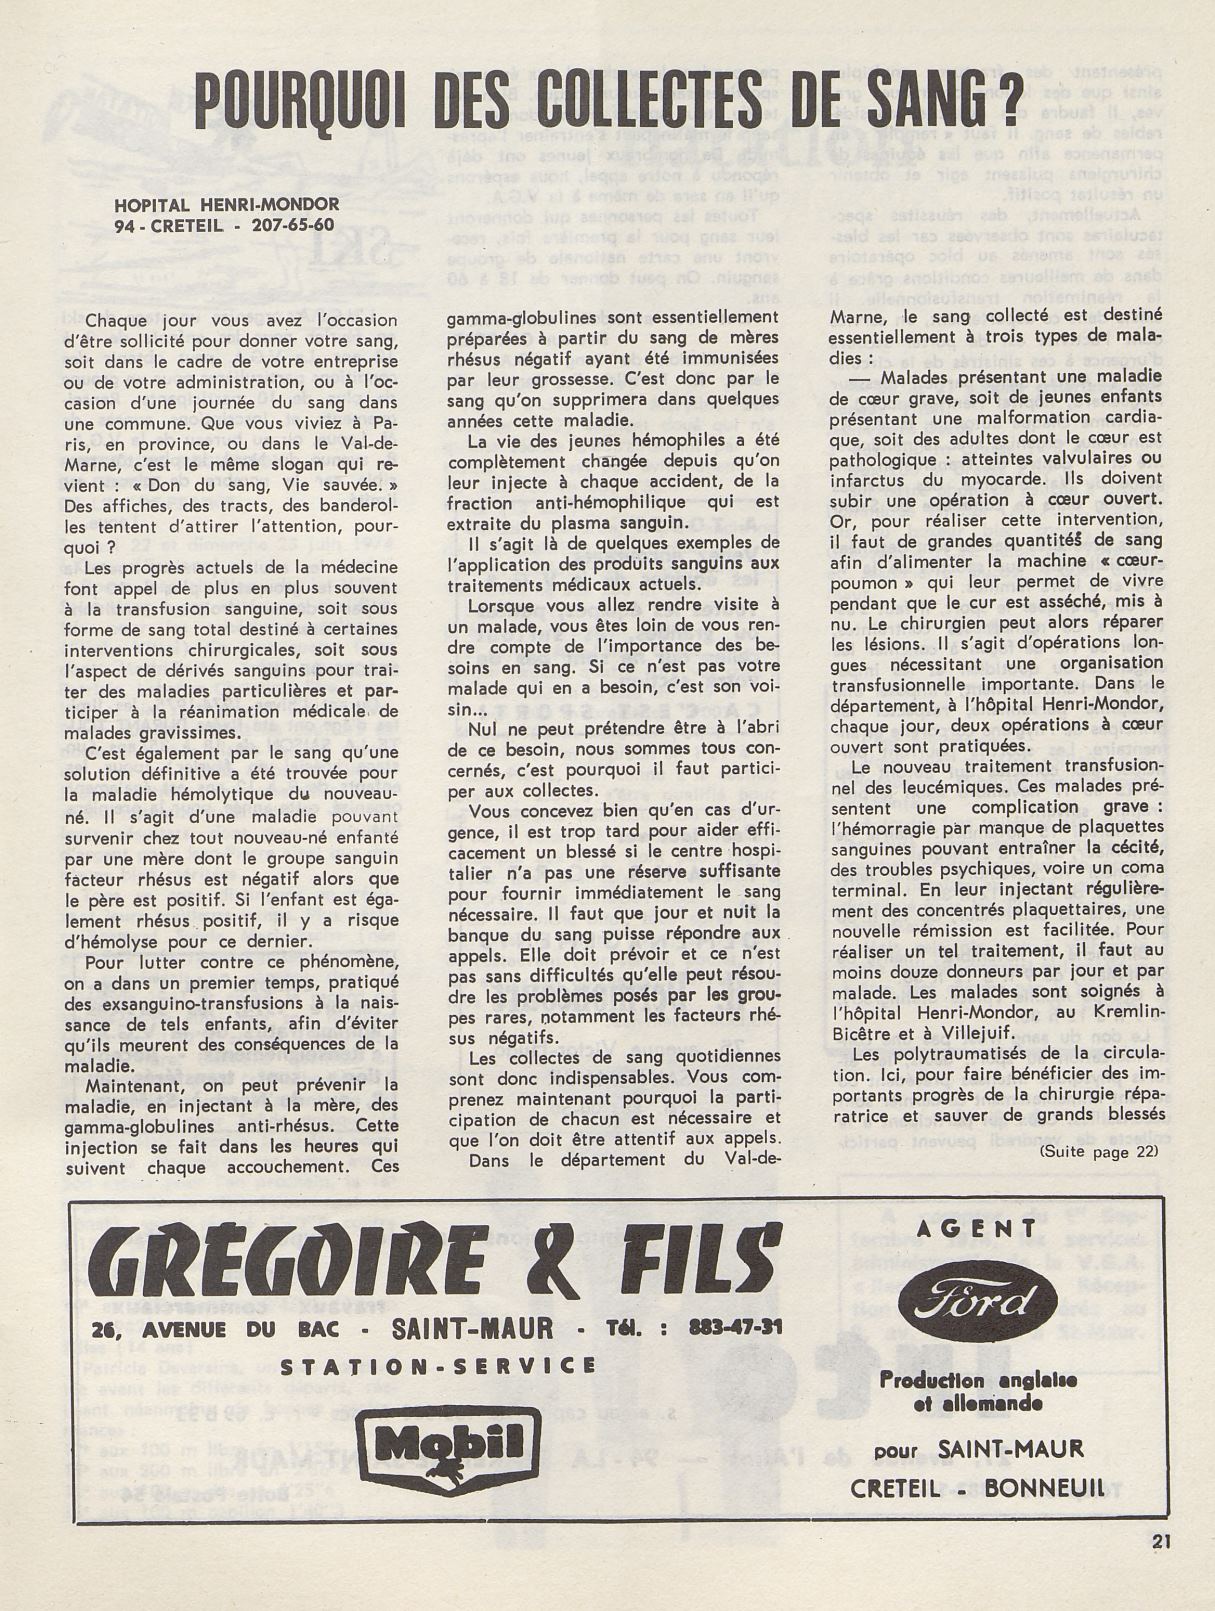 POURQUOI DES COLLECTES DE SANG ?
HOPITAL HENRI-MONDOR
94 - CRETEIL - 207-65-60
Chaque jour vous avez l'occasion
d'être sollicité pour donner votre sang,
soit dans le cadre de votre entreprise
ou de votre administration, ou à l'oc-
casion d'une journée du sang dans
une commune. Que vous viviez à Pa-
ris, en province, ou dans le Val-de-
Marne, c'est le même slogan qui re-
vient : « Don du sang, Vie sauvée. »
Des affiches, des tracts, des banderol-
les tentent d'attirer l'attention, pour-
quoi ?
Les progrès actuels de la médecine
font appel de plus en plus souvent
à la transfusion sanguine, soit sous
forme de sang total destiné à certaines
interventions chirurgicales, soit sous
l'aspect de dérivés sanguins pour trai-
ter des maladies particulières et par-
ticiper à la réanimation médicale de
malades gravissimes.
C'est également par le sang qu'une
solution définitive a été trouvée pour
la maladie hémolytique du nouveau-
né. Il s'agit d'une maladie pouvant
survenir chez tout nouveau-né enfanté
par une mère dont le groupe sanguin
facteur rhésus est négatif alors que
le père est positif. Si l'enfant est éga-
lement rhésus positif, il y a risque
d'hémolyse pour ce dernier.
Pour lutter contre ce phénomène,
on a dans un premier temps, pratiqué
des exsanguino-transfusions à la nais-
sance de tels enfants, afin d'éviter
qu'ils meurent des conséquences de la
maladie.
Maintenant, on peut prévenir la
maladie, en injectant à la mère, des
gamma-globulines anti-rhésus. Cette
injection se fait dans les heures qui
suivent chaque accouchement. Ces
gamma-globulines sont essentiellement
préparées à partir du sang de mères
rhésus négatif ayant été immunisées
par leur grossesse. C'est donc par le
sang qu'on supprimera dans quelques
années cette maladie.
La vie des jeunes hémophiles a été
complètement changée depuis qu'on
leur injecte à chaque accident, de la
fraction anti-hémophilique qui est
extraite du plasma sanguin.
Il s'agit là de quelques exemples de
l'application des produits sanguins aux
traitements médicaux actuels.
Lorsque vous allez rendre visite à
un malade, vous êtes loin de vous ren-
dre compte de l'importance des be-
soins en sang. Si ce n'est pas votre
malade qui en a besoin, c'est son voi-
sin...
Nul ne peut prétendre être à l'abri
de ce besoin, nous sommes tous con-
cernés, c'est pourquoi il faut partici-
per aux collectes.
Vous concevez bien qu'en cas d'ur-
gence, il est trop tard pour aider effi-
cacement un blessé si le centre hospi-
talier n'a pas une réserve suffisante
pour fournir immédiatement le sang
nécessaire. Il faut que jour et nuit la
banque du sang puisse répondre aux
appels. Elle doit prévoir et ce n'est
pas sans difficultés qu'elle peut résou-
dre les problèmes posés par les grou-
pes rares, notamment les facteurs rhé-
sus négatifs.
Les collectes de sang quotidiennes
sont donc indispensables. Vous com-
prenez maintenant pourquoi la parti-
cipation de chacun est nécessaire et
que l'on doit être attentif aux appels.
Dans le département du Val-de-
Marne, le sang collecté est destiné
essentiellement à trois types de mala-
dies :
— Malades présentant une maladie
de cœur grave, soit de jeunes enfants
présentant une malformation cardia-
que, soit des adultes dont le cœur est
pathologique : atteintes valvulaires ou
infarctus du myocarde. Ils doivent
subir une opération à cœur ouvert.
Or, pour réaliser cette intervention,
il faut de grandes quantités de sang
afin d'alimenter la machine « cœur-
poumon » qui leur permet de vivre
pendant que le cur est asséché, mis à
nu. Le chirurgien peut alors réparer
les lésions. Il s'agit d'opérations lon-
gues nécessitant une organisation
transfusionnelle importante. Dans le
département, à l'hôpital Henri-Mondor,
chaque jour, deux opérations à cœur
ouvert sont pratiquées.
Le nouveau traitement transfusion-
nel des leucémiques. Ces malades pré-
sentent une complication grave :
l'hémorragie par manque de plaquettes
sanguines pouvant entraîner la cécité,
des troubles psychiques, voire un coma
terminal. En leur injectant régulière-
ment des concentrés plaquettaires, une
nouvelle rémission est facilitée. Pour
réaliser un tel traitement, il faut au
moins douze donneurs par jour et par
malade. Les malades sont soignés à
l'hôpital Henri-Mondor, au Kremlin-
Bicêtre et à Villejuif.
Les polytraumatisés de la circula-
tion. Ici, pour faire bénéficier des im-
portants progrès de la chirurgie répa-
ratrice et sauver de grands blessés
(Suite page 22)
GRÉGOIRE & FILS
26, AVENUE DU BAC - SAINT-MAUR - Tél. : 883-47-31
STATION-SERVICE
Mobil
AGENT
Ford
Production anglaise
et allemande
pour SAINT-MAUR
CRETEIL - BONNEUIL
21